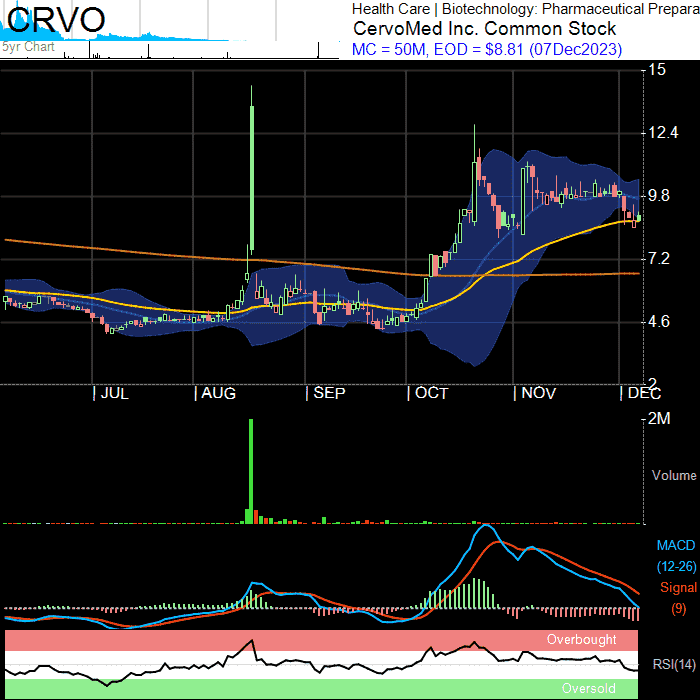 CRVO
5yr Chart
Health Care | Biotechnology: Pharmaceutical Prepara
CervoMed Inc. Common Stock
MC = 50M, EOD = $8.81 (07Dec2023)
15
12.4
9.8
7.2
4.6
2
JUL
AUG
SEP
OCT
NOV
DEC
2M
Volume
MACD
(12-26)
Signal
(9)
Overbought
RSI(14)
Oversold